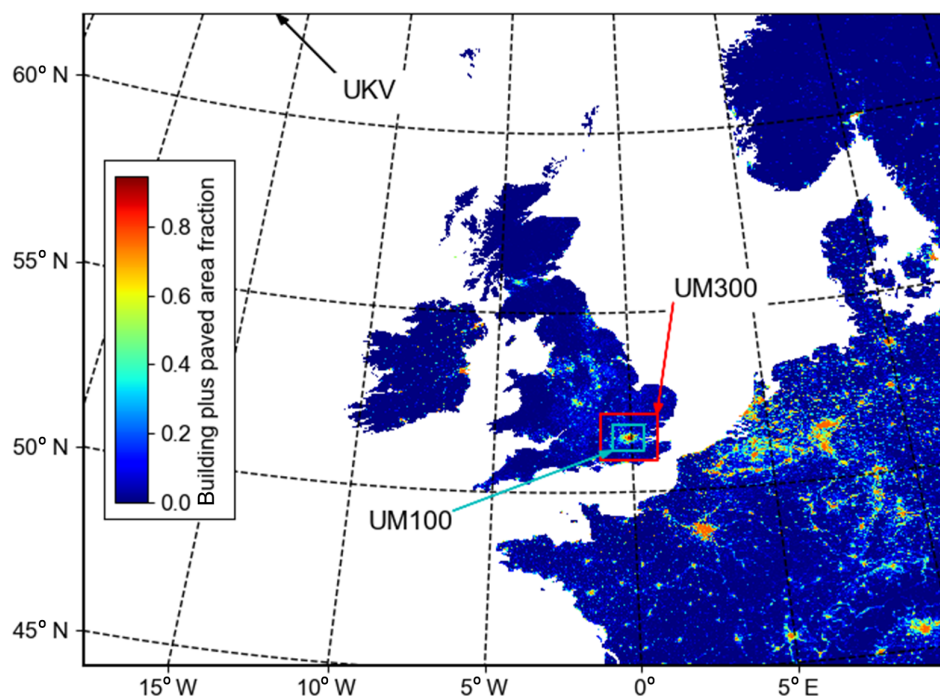 60° N
UKV
Building plus paved area fraction
0.8
0.6
0.4
0.2
0.0
55° N
UM300
50° N
UM100
45° N
15° W
10° W
5° W
0°
5° E